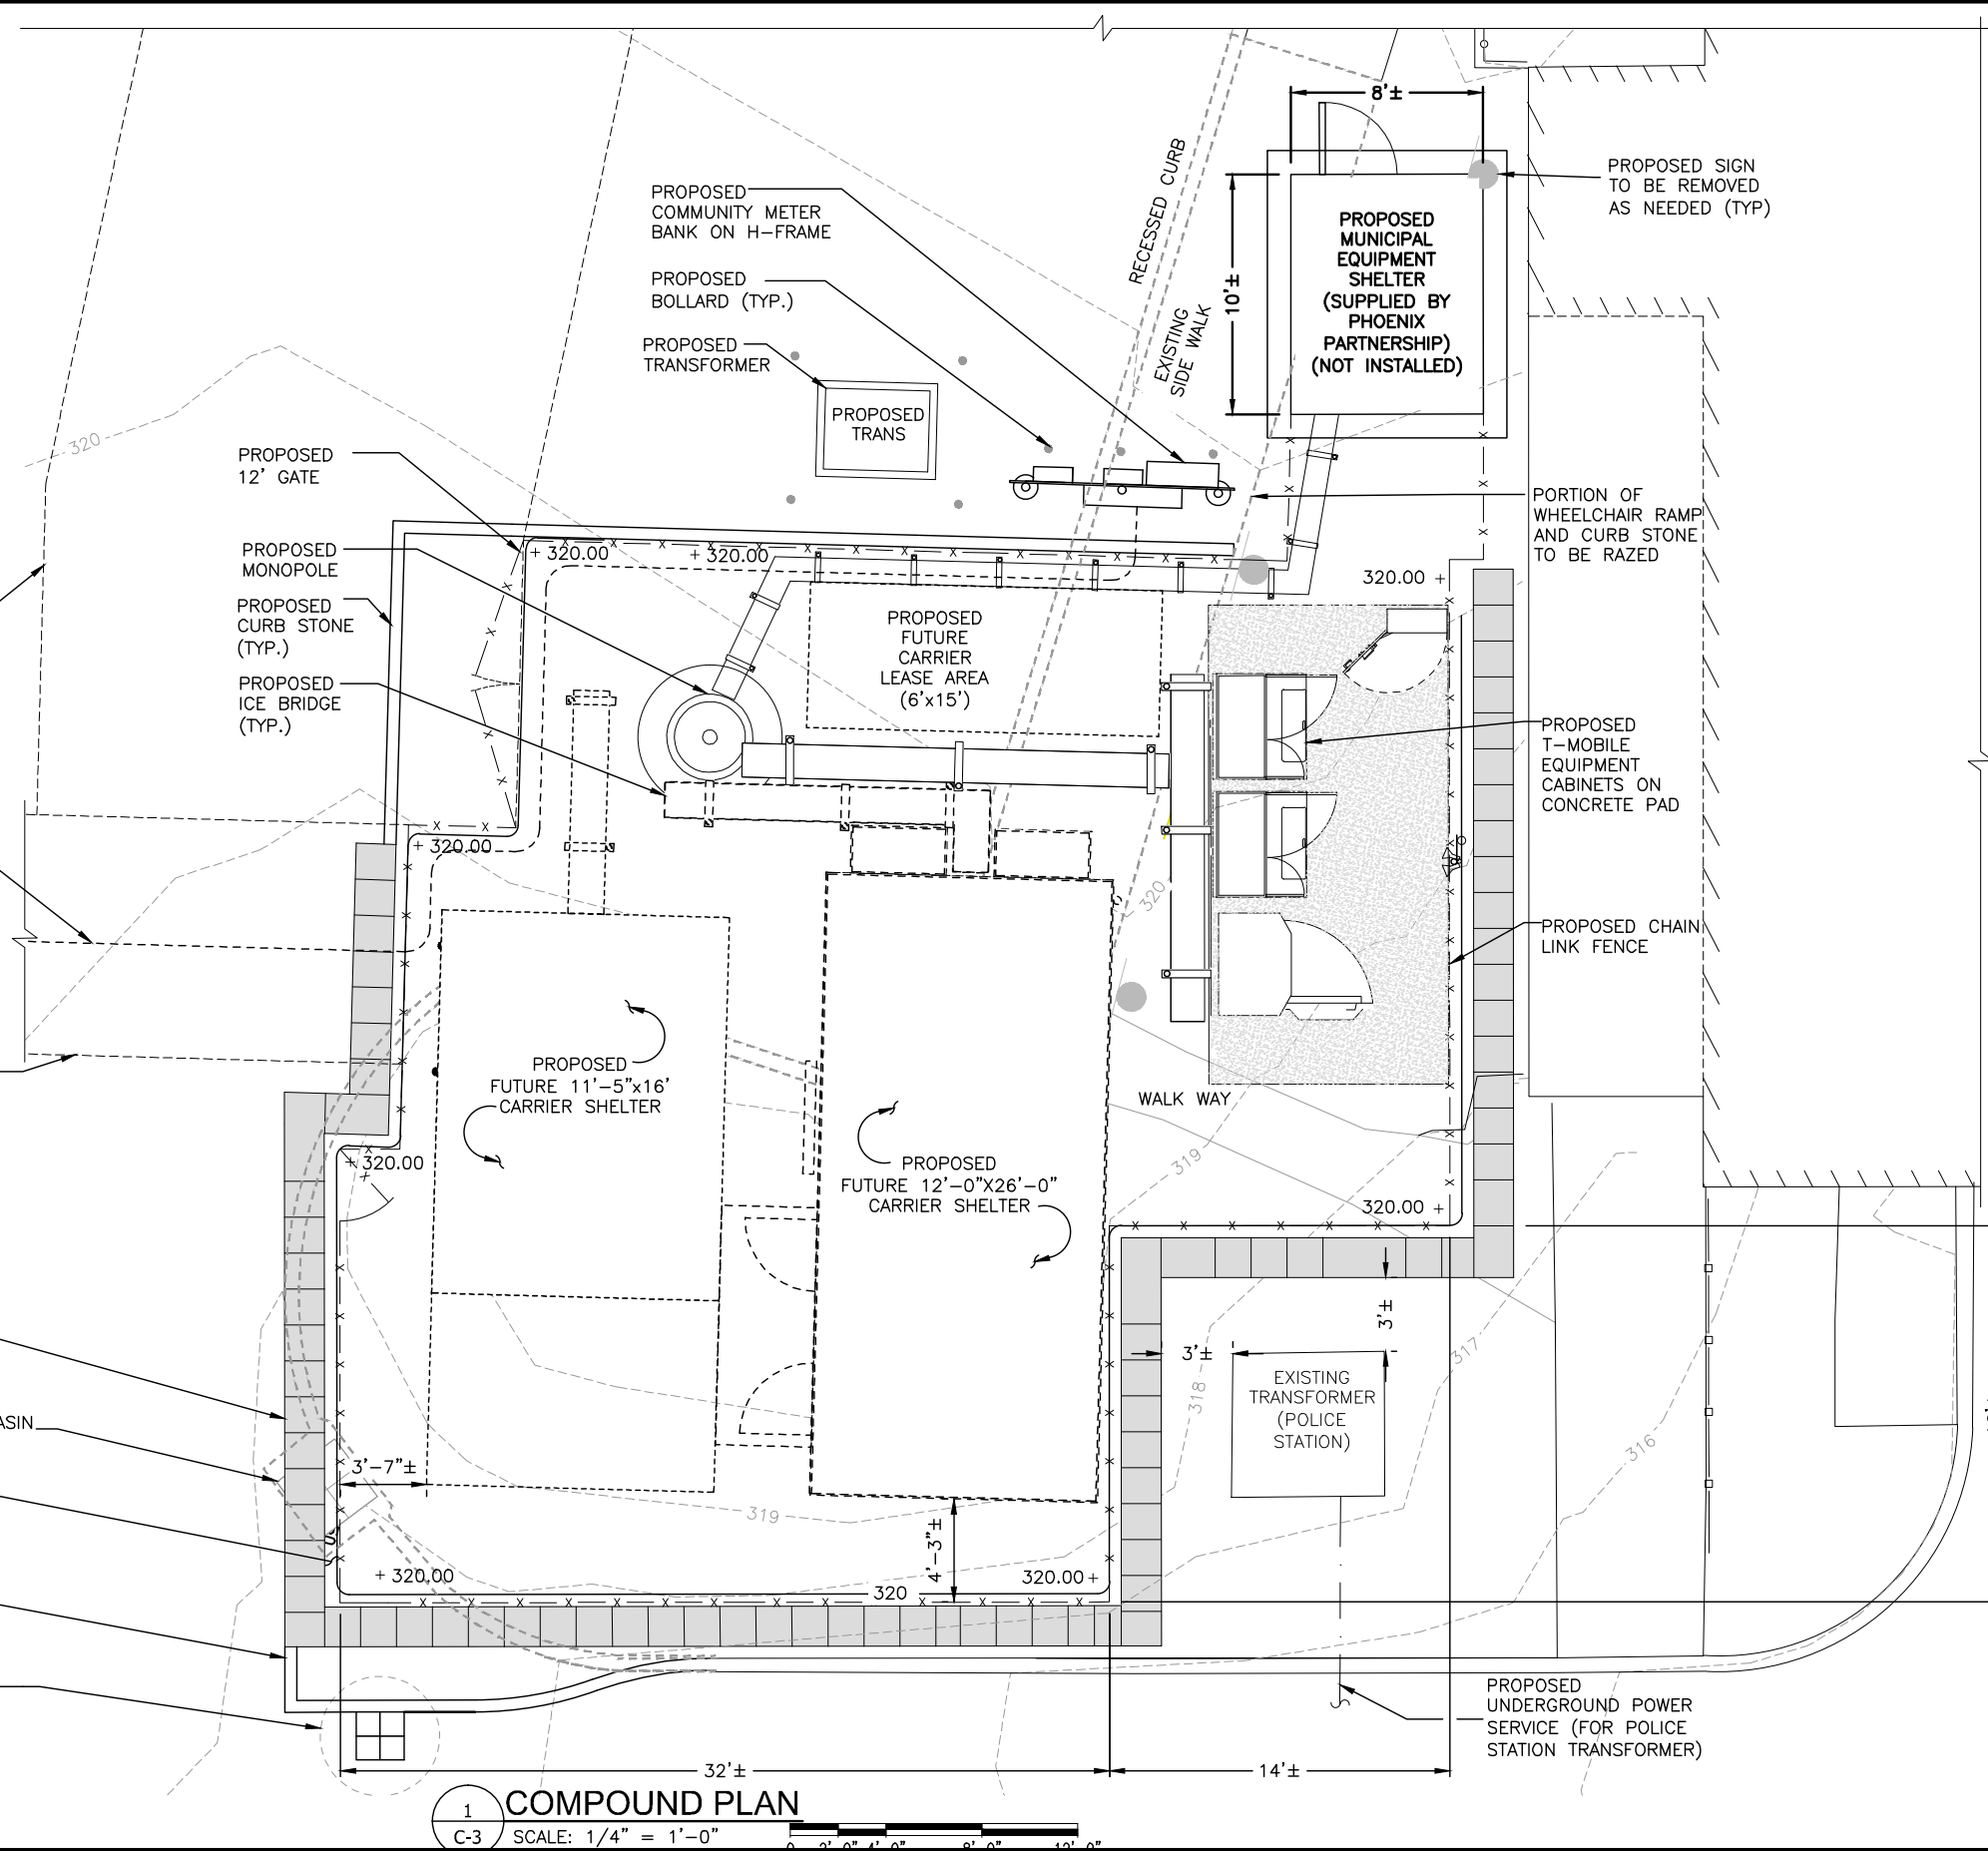 8'±
PROPOSED SIGN
TO BE REMOVED
AS NEEDED (TYP)
PROPOSED
COMMUNITY METER
BANK ON H-FRAME
RECESSED CURB
PROPOSED
MUNICIPAL
EQUIPMENT
SHELTER
(SUPPLIED BY
PHOENIX
PARTNERSHIP)
(NOT INSTALLED)
10'±
PROPOSED
BOLLARD (TYP.)
EXISTING
SIDE WALK
PROPOSED
TRANSFORMER
PROPOSED
TRANS
320
PROPOSED
12' GATE
PORTION OF
WHEELCHAIR RAMP
AND CURB STONE
TO BE RAZED
+ 320.00
+ 320.00
320.00 +
PROPOSED
MONOPOLE
PROPOSED
CURB STONE
(TYP.)
PROPOSED
ICE BRIDGE
(TYP.)
PROPOSED
FUTURE
CARRIER
LEASE AREA
(6'x15')
PROPOSED
T-MOBILE
EQUIPMENT
CABINETS ON
CONCRETE PAD
+ 320.00
320
PROPOSED CHAIN
LINK FENCE
PROPOSED
FUTURE 11'-5"x16'
CARRIER SHELTER
WALK WAY
PROPOSED
FUTURE 12'-0"X26'-0"
CARRIER SHELTER
319
+ 320.00
320.00 +
3'±
3'±
EXISTING
TRANSFORMER
(POLICE
STATION)
318
317
316
ASIN
3'-7"±
319
4'-3"±
+ 320.00
320.00 +
320
PROPOSED
UNDERGROUND POWER
SERVICE (FOR POLICE
STATION TRANSFORMER)
32'±
14'±
1
C-3
COMPOUND PLAN
SCALE: 1/4" = 1'-0"